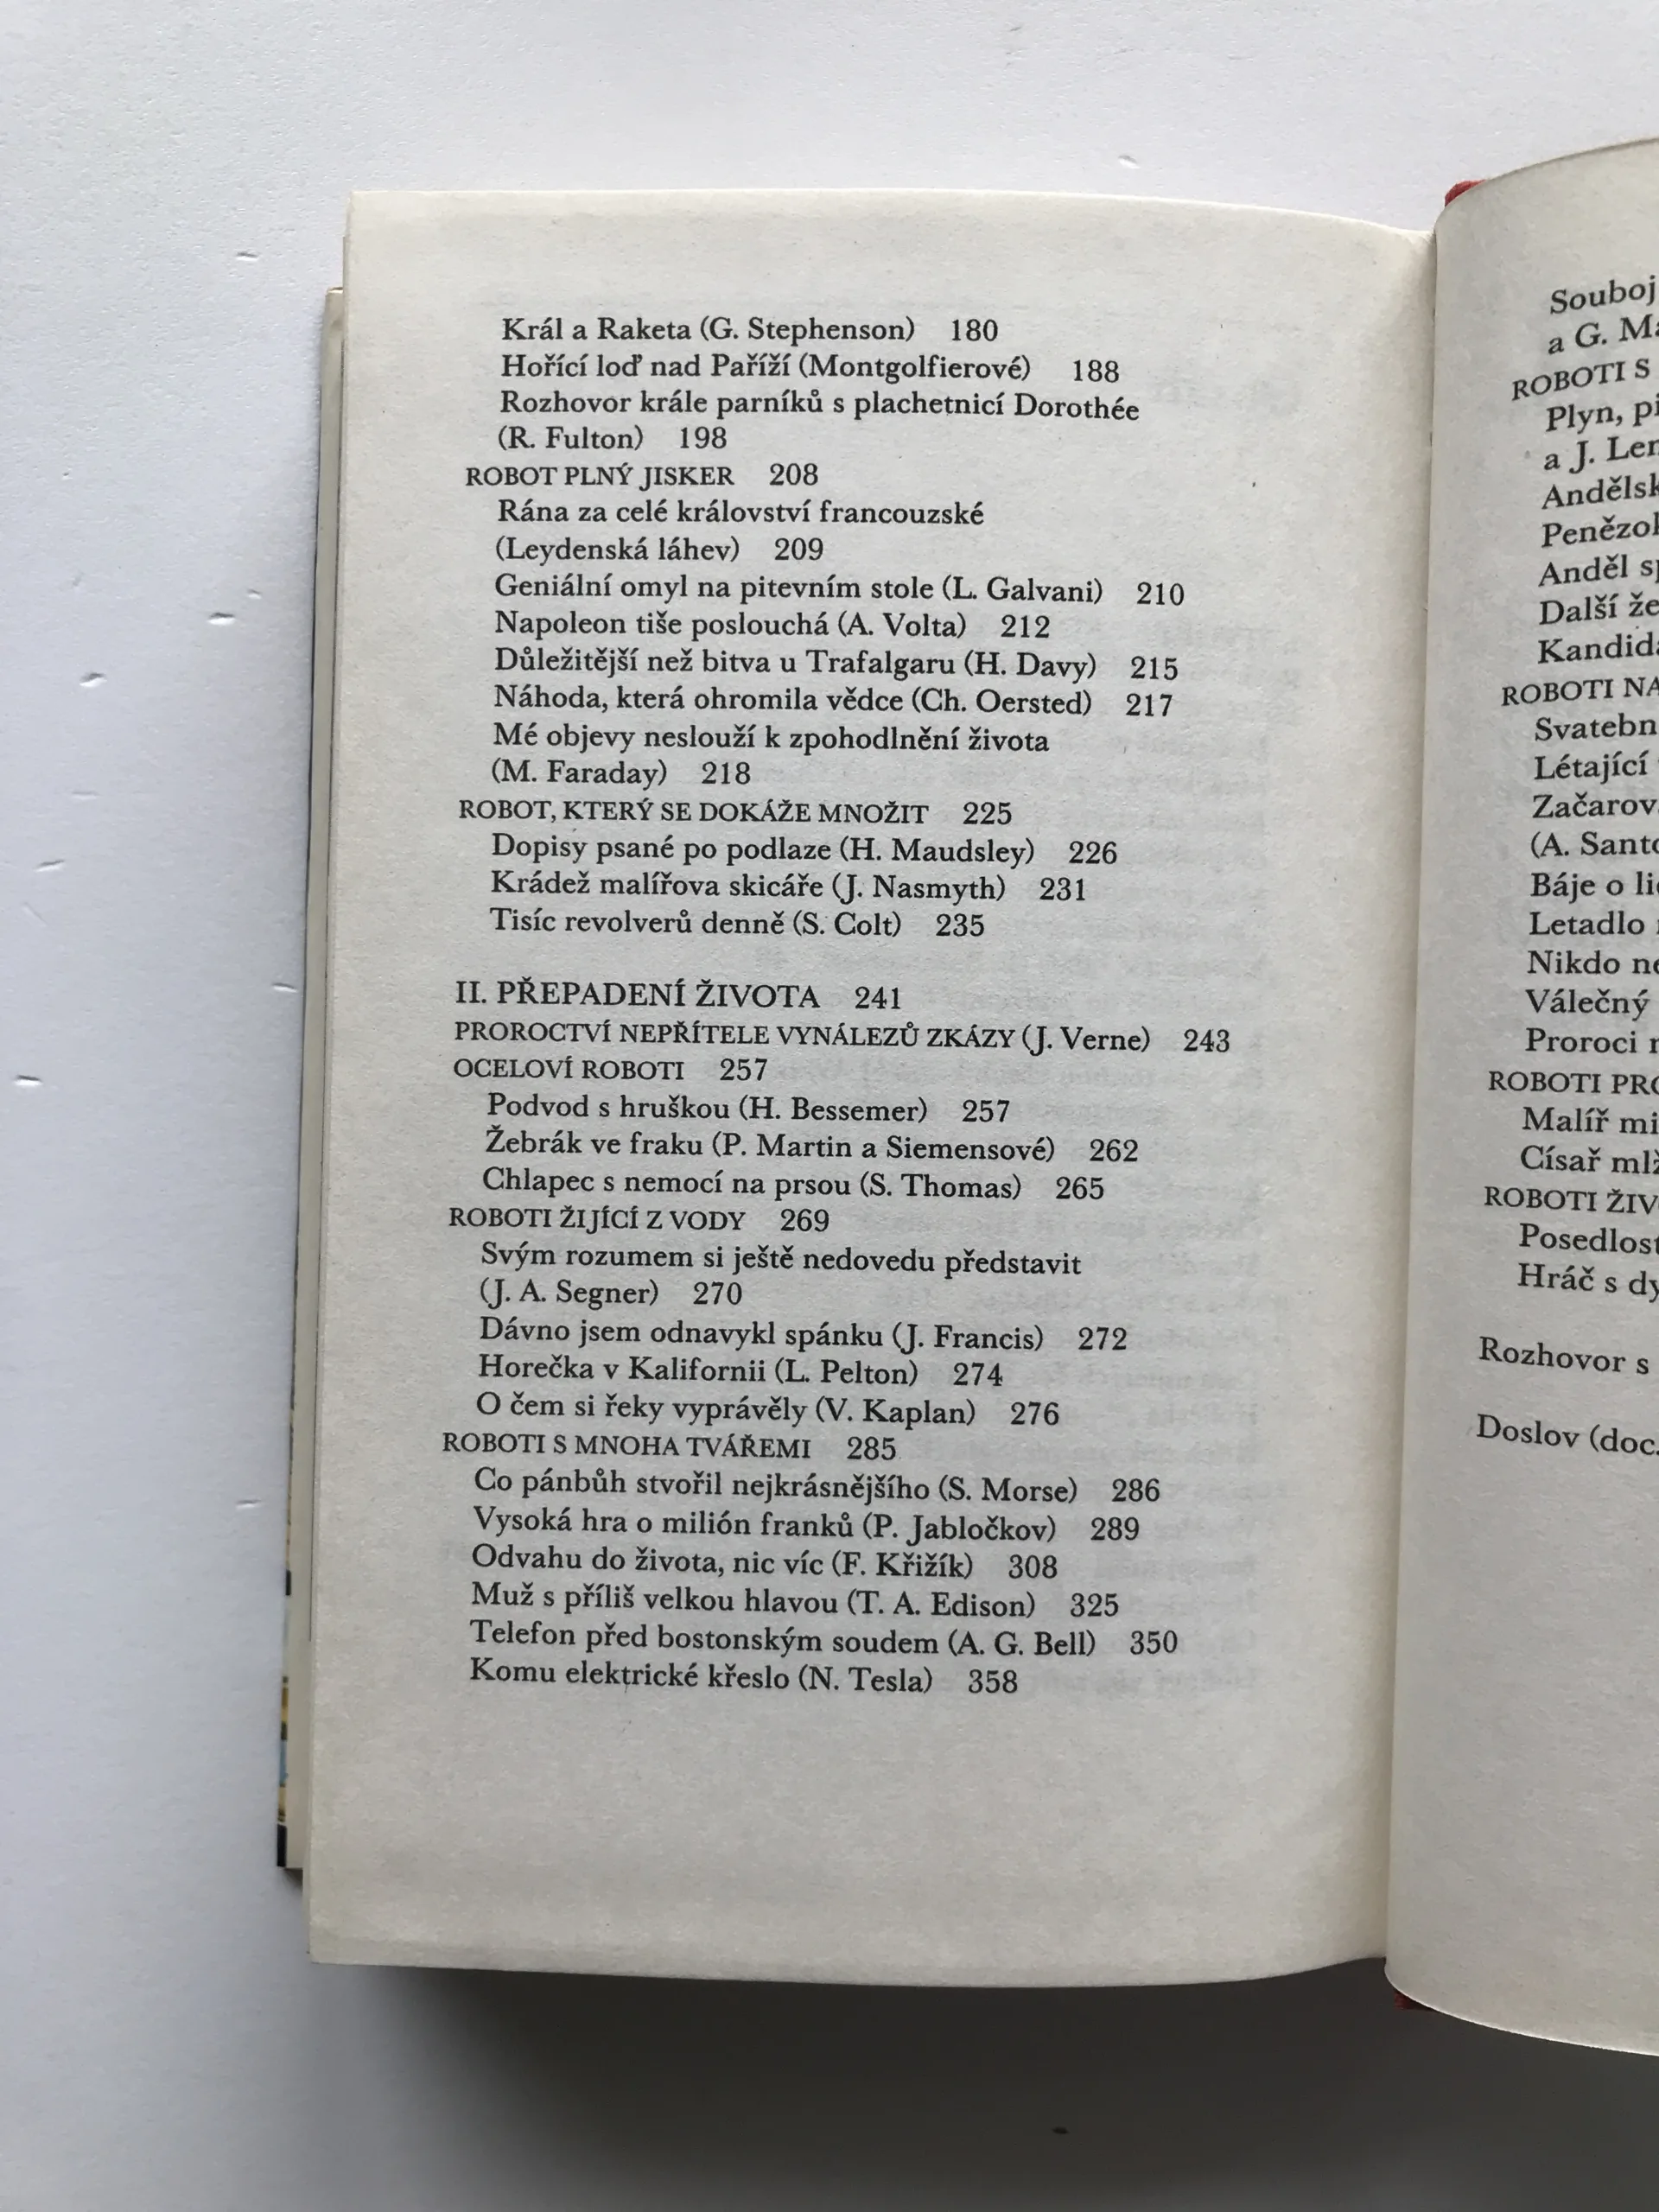 Král a Raketa (G. Stephenson) 180
Hořící loď nad Paříží (Montgolfierové) 188
Rozhovor krále parníků s plachetnicí Dorothée
(R. Fulton) 198
ROBOT PLNÝ JISKER 208
Rána za celé království francouzské
(Leydenská láhev) 209
Geniální omyl na pitevním stole (L. Galvani) 210
Napoleon tiše poslouchá (A. Volta) 212
Důležitější než bitva u Trafalgaru (H. Davy) 215
Náhoda, která ohromila vědce (Ch. Oersted) 217
Mé objevy neslouží k zpohodlnění života
(M. Faraday) 218
ROBOT, KTERÝ SE DOKÁŽE MNOŽIT 225
Dopisy psané po podlaze (H. Maudsley) 226
Krádež malířova skicáře (J. Nasmyth) 231
Tisíc revolverů denně (S. Colt) 235
II. PŘEPADENÍ ŽIVOTA 241
PROROCTVÍ NEPŘÍTELE VYNÁLEZŮ ZKÁZY (J. Verne) 243
OCELOVÍ ROBOTI 257
Podvod s hruškou (H. Bessemer) 257
Žebrák ve fraku (P. Martin a Siemensové) 262
Chlapec s nemocí na prsou (S. Thomas) 265
ROBOTI ŽIJÍCÍ Z VODY 269
Svým rozumem si ještě nedovedu představit
(J. A. Segner) 270
Dávno jsem odnavykl spánku (J. Francis) 272
Horečka v Kalifornii (L. Pelton) 274
O čem si řeky vyprávěly (V. Kaplan) 276
ROBOTI S MNOHA TVÁŘEMI 285
Co pánbůh stvořil nejkrásnějšího (S. Morse) 286
Vysoká hra o milión franků (P. Jabločkov) 289
Odvahu do života, nic víc (F. Křižík) 308
Muž s příliš velkou hlavou (T. A. Edison) 325
Telefon před bostonským soudem (A. G. Bell) 350
Komu elektrické křeslo (N. Tesla) 358
Souboj
a G.
ROBOTI S
Plyn,
a J.
Anděl
Další
ROBOTI
Létající
(A.
Báje o
Letadlo
Nikdo
Válečný
Proroci
ROBOTI
Malíř
Císař
ROBOTI
Hráč s
Rozhovor s
Doslov (doc.